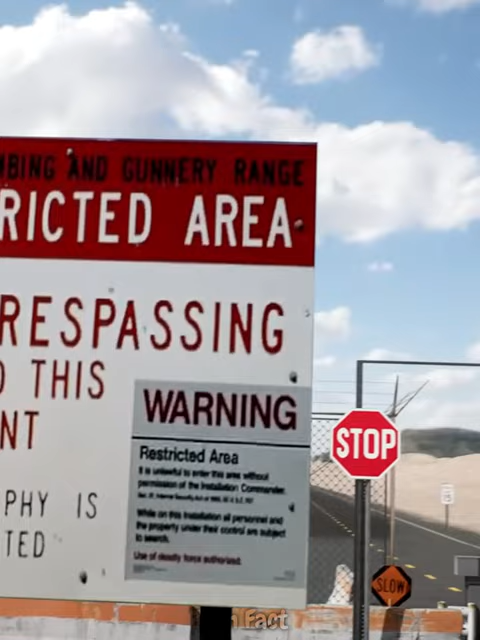 MBING AND GUNNERY RANGE
RICTED AREA
RESPASSING
THIS
NT
PHY IS
TED
WARNING
Restricted Area
It is unlawful to enter this area without
permission of the Installation Commander.
While on this Installation all personnel and
the property under their control are subject
to search.
Use of deadly force authorized.
STOP
SLOW
Fact